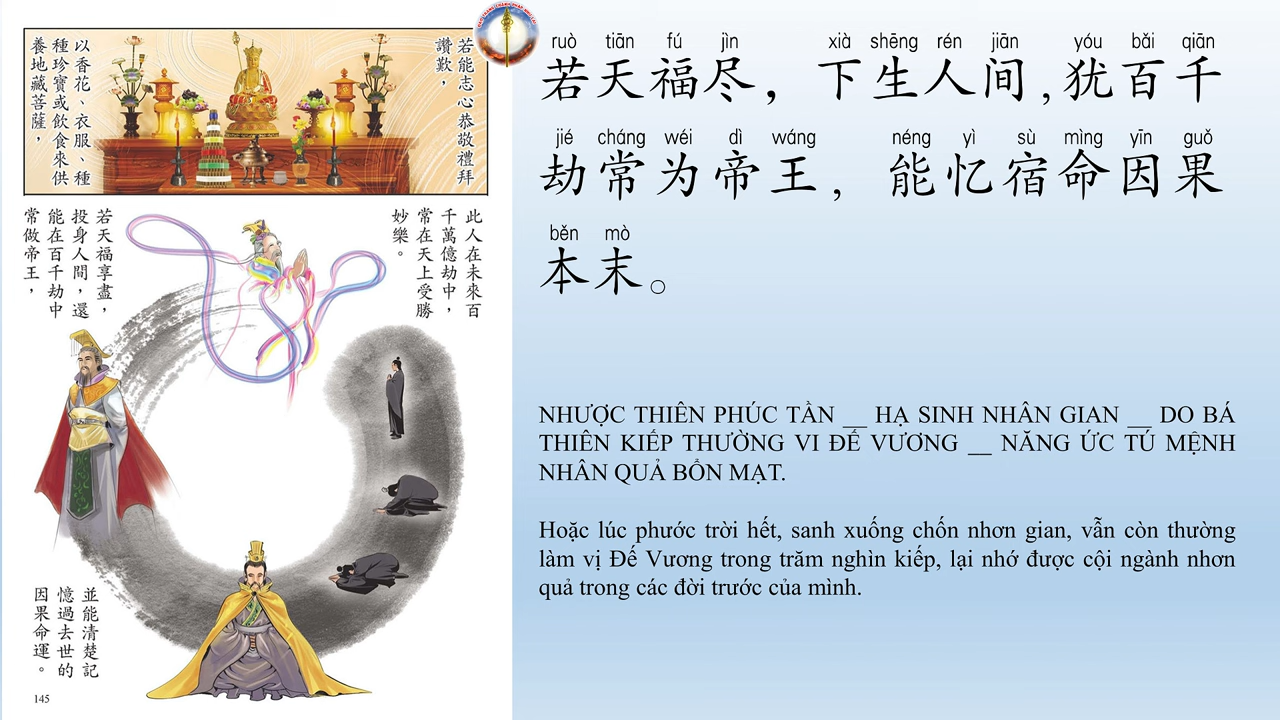 若能志心恭敬禮拜
讚歎，
以香花、衣服、種
種珍寶或飲食來供
養地藏菩薩，
此人在未來百
千萬億劫中，
常在天上受勝
妙樂。
若天福享盡，
投身人間，還
能在百千劫中
常做帝王，
並能清楚記
憶過去世的
因果命運。
145
ruò tiān fú jìn xià shēng rén jiān yóu bǎi qiān
若天福尽，下生人间，犹百千
jié cháng wéi dì wáng néng yì sù mìng yīn guǒ
劫常为帝王，能忆宿命因果
běn mò
本末。
NHƯỢC THIÊN PHÚC TẦN __ HẠ SINH NHÂN GIAN __ DO BÁ
THIÊN KIẾP THƯỜNG VI ĐẾ VƯƠNG __ NĂNG ỨC TÚ MỆNH
NHÂN QUẢ BỔN MẠT.
Hoặc lúc phước trời hết, sanh xuống chốn nhơn gian, vẫn còn thường
làm vị Đế Vương trong trăm nghìn kiếp, lại nhớ được cội ngành nhơn
quả trong các đời trước của mình.